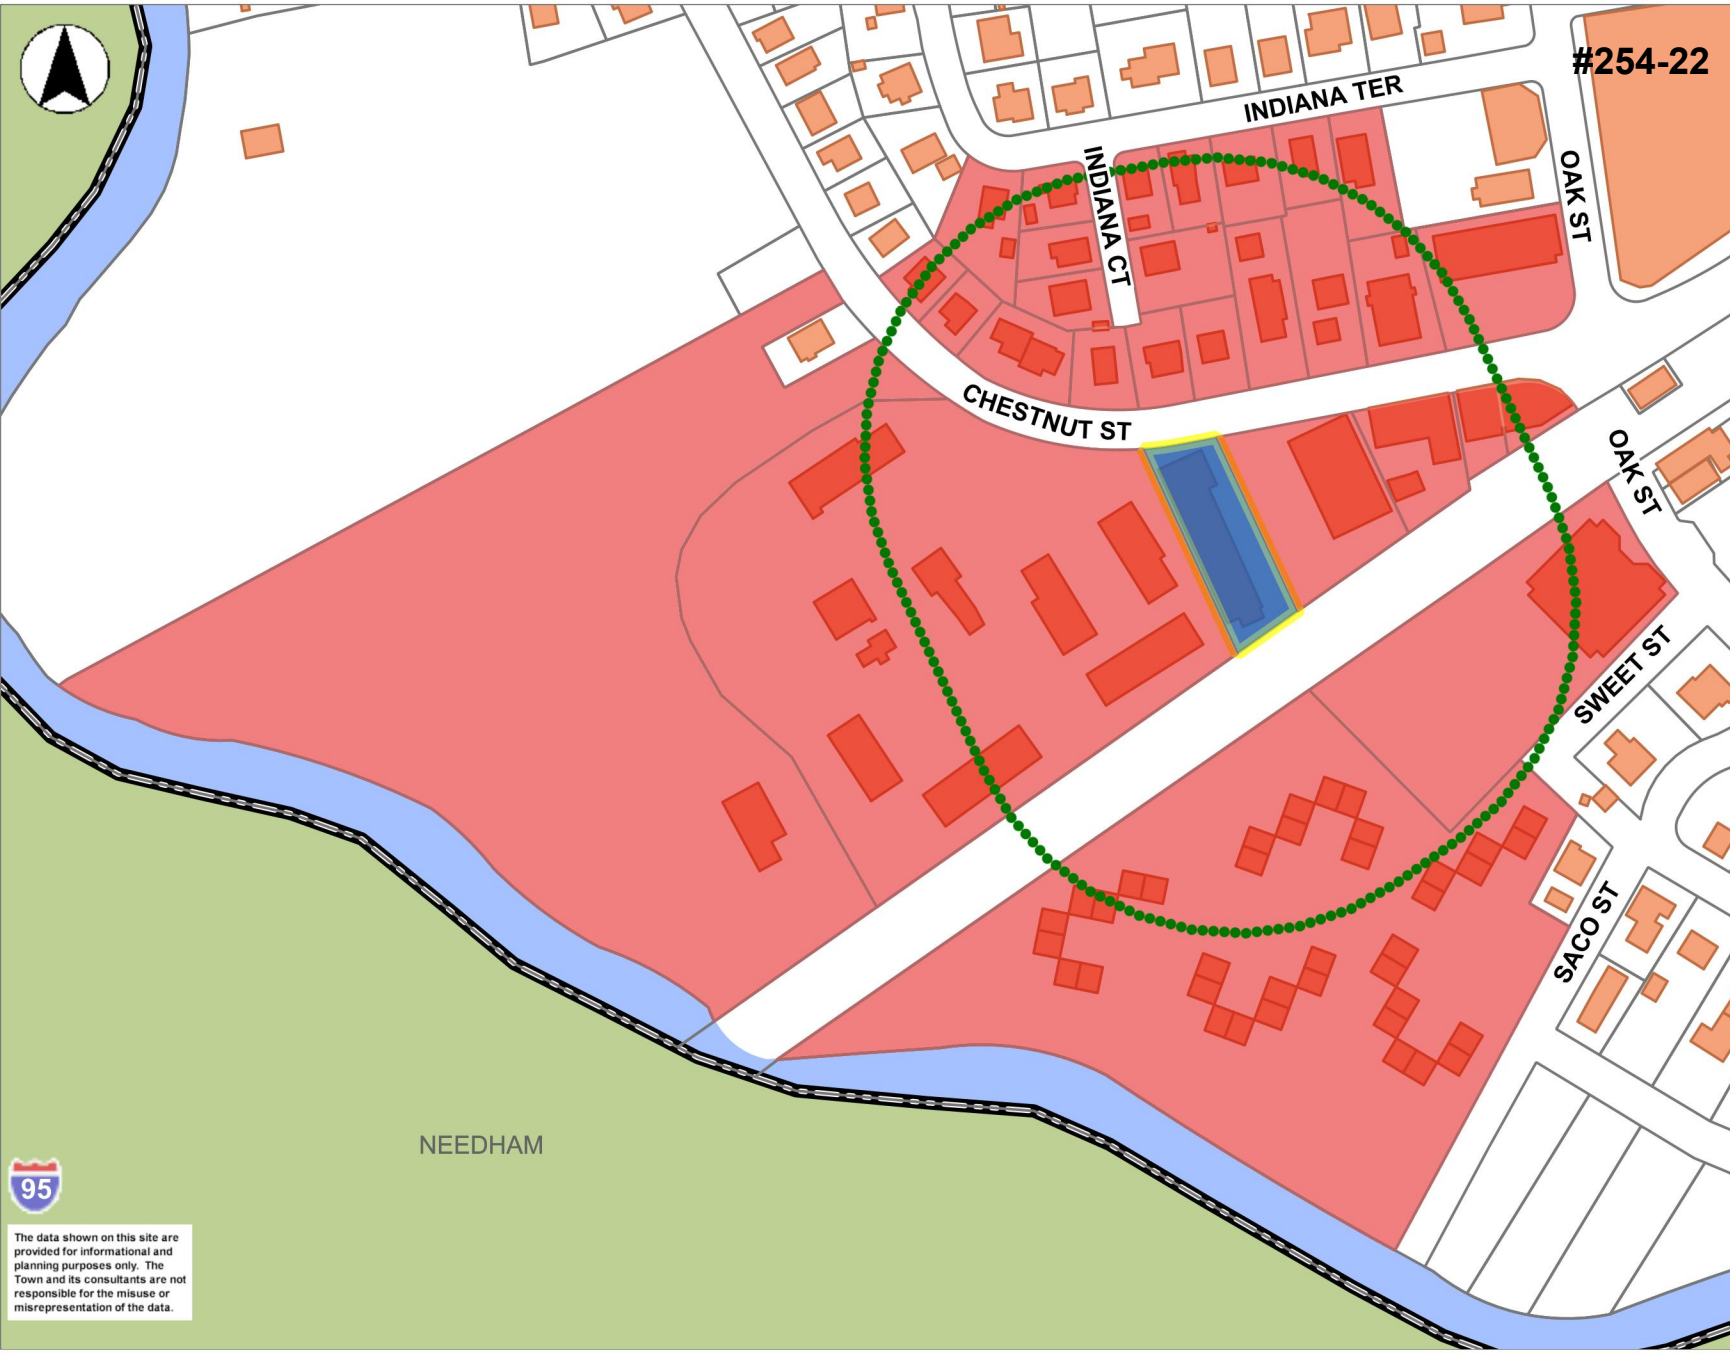 #254-22
INDIANA TER
INDIANA CT
OAK ST
CHESTNUT ST
OAK ST
SWEET ST
SACO ST
NEEDHAM
95
The data shown on this site are
provided for informational and
planning purposes only. The
Town and its consultants are not
responsible for the misuse or
misrepresentation of the data.